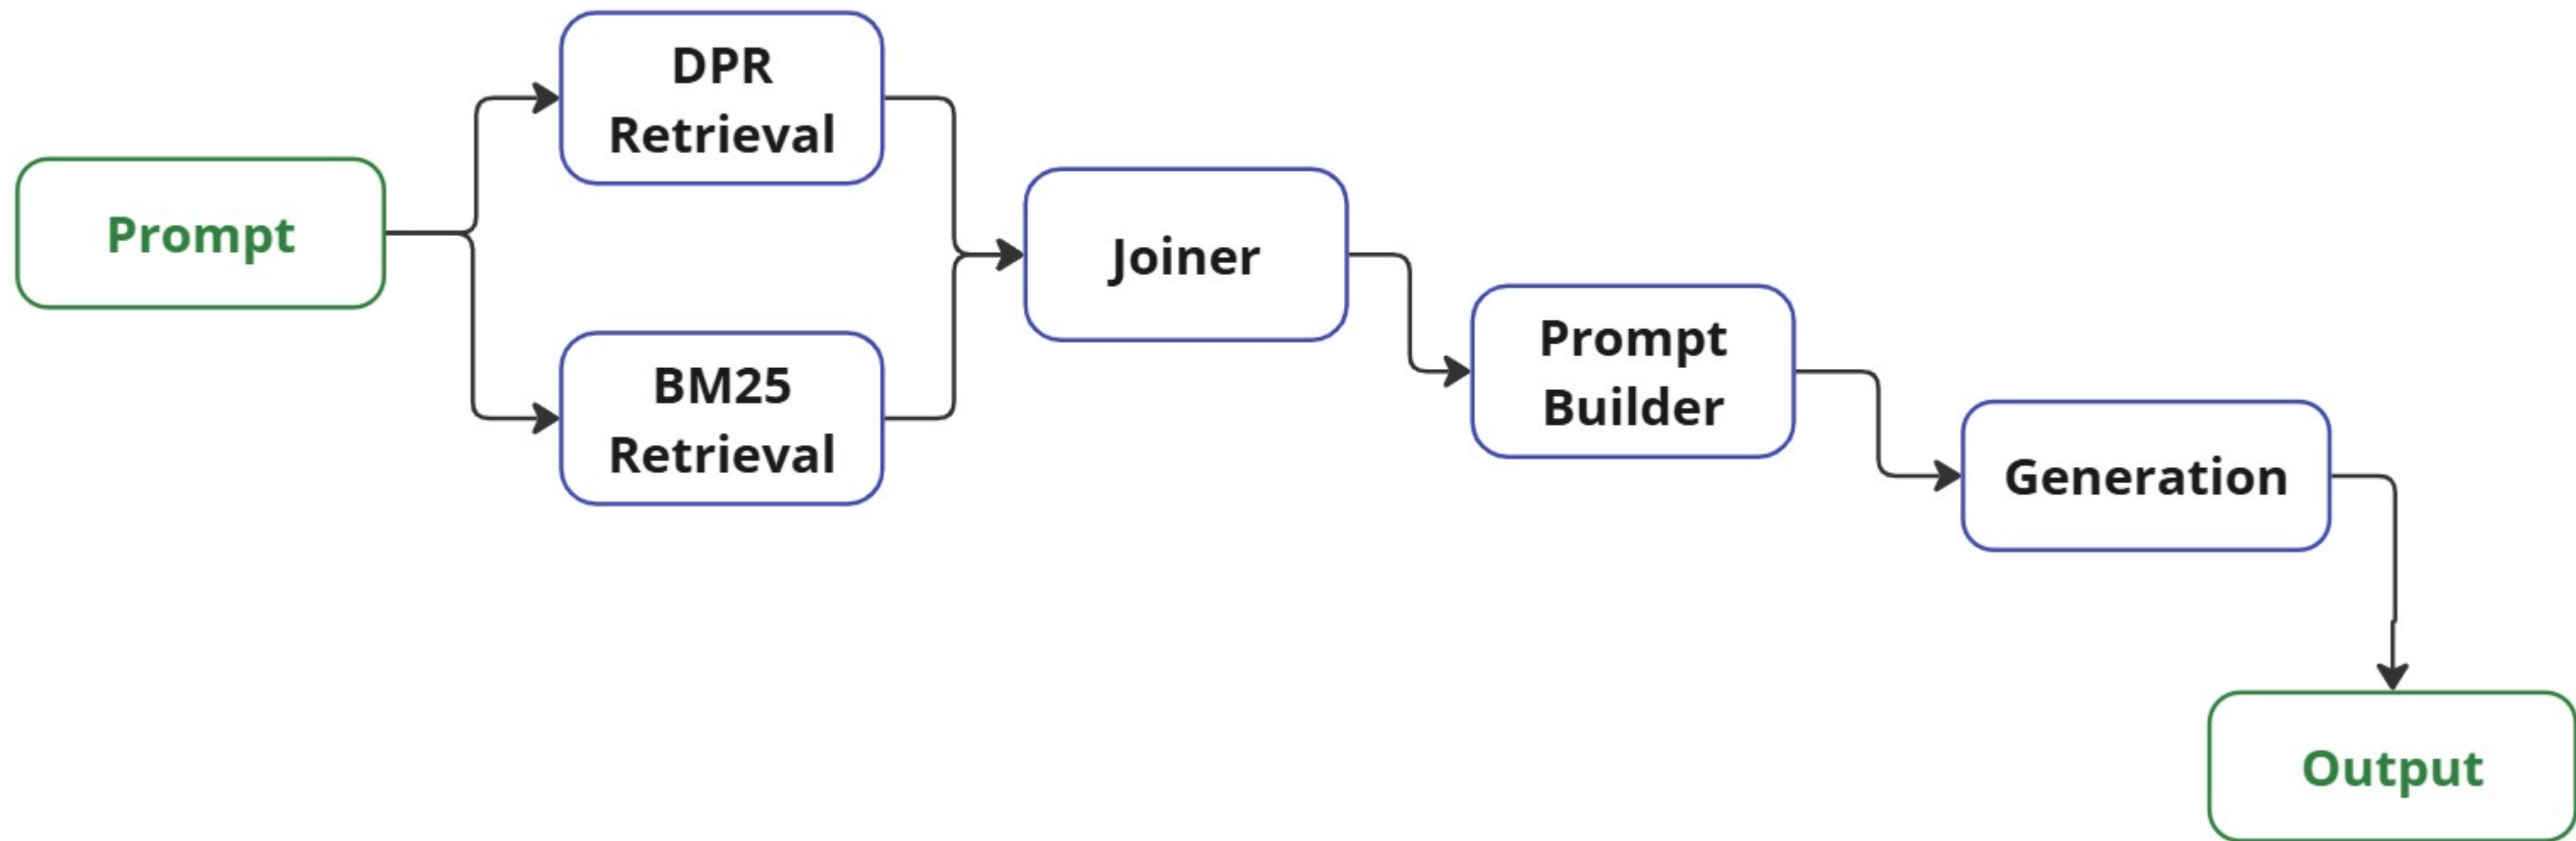 Prompt
DPR
Retrieval
BM25
Retrieval
Joiner
Prompt
Builder
Generation
Output